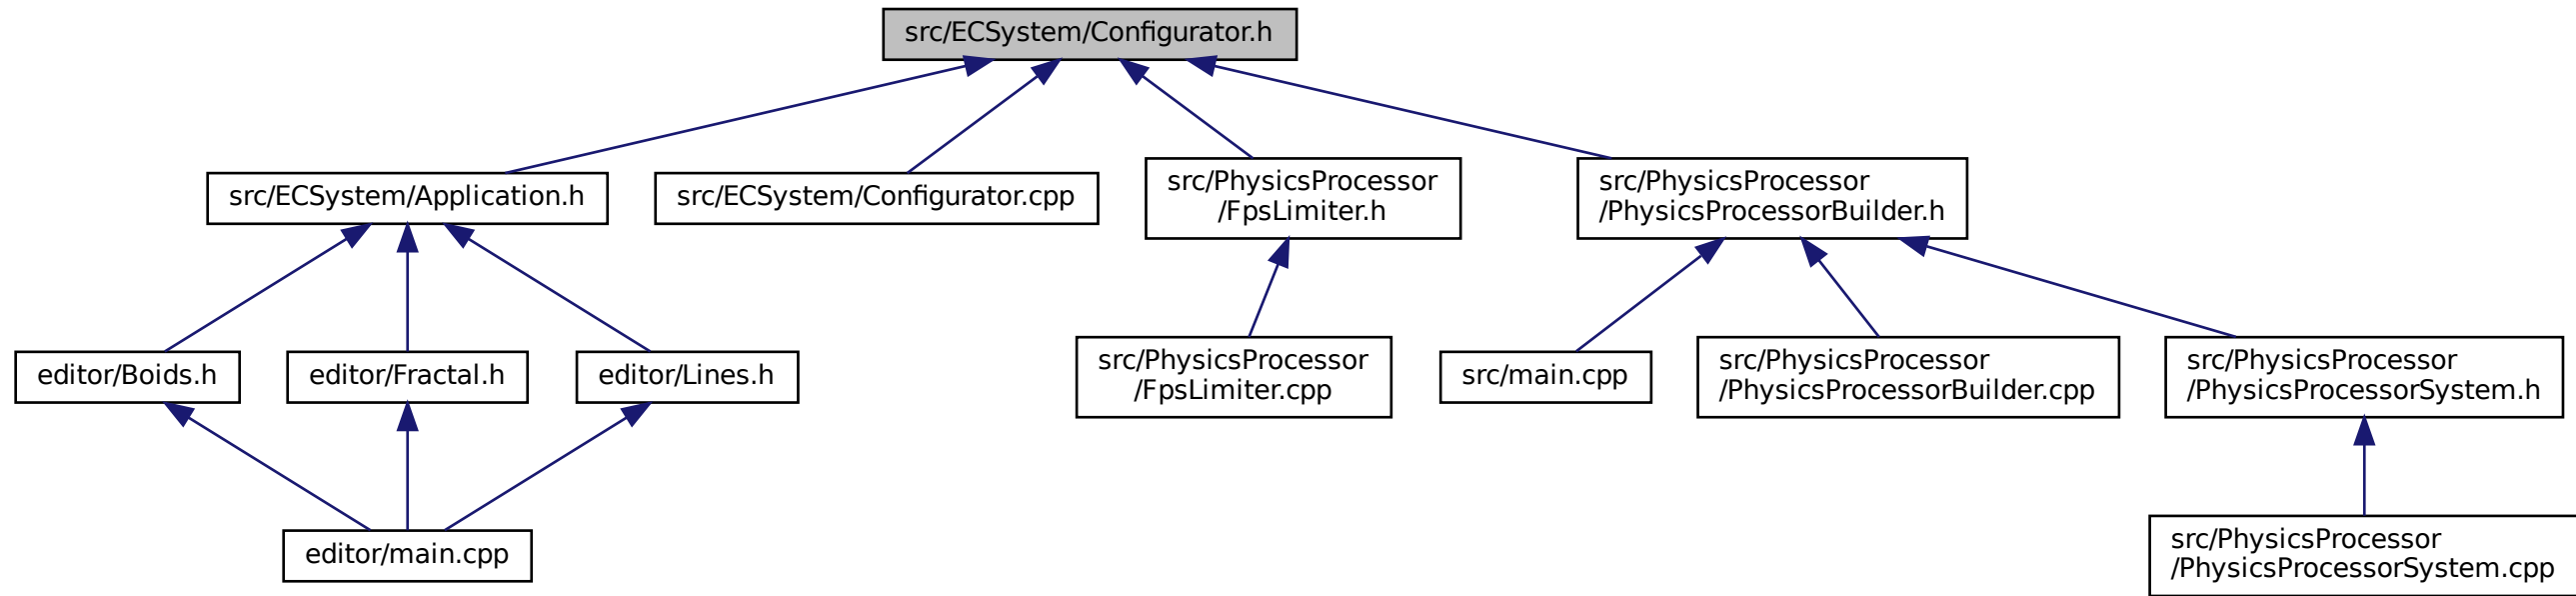 src/ECSystem/Configurator.h
src/ECSystem/Application.h
src/ECSystem/Configurator.cpp
src/PhysicsProcessor
/FpsLimiter.h
src/PhysicsProcessor
/PhysicsProcessorBuilder.h
editor/Boids.h
editor/Fractal.h
editor/Lines.h
src/PhysicsProcessor
/FpsLimiter.cpp
src/main.cpp
src/PhysicsProcessor
/PhysicsProcessorBuilder.cpp
src/PhysicsProcessor
/PhysicsProcessorSystem.h
editor/main.cpp
src/PhysicsProcessor
/PhysicsProcessorSystem.cpp